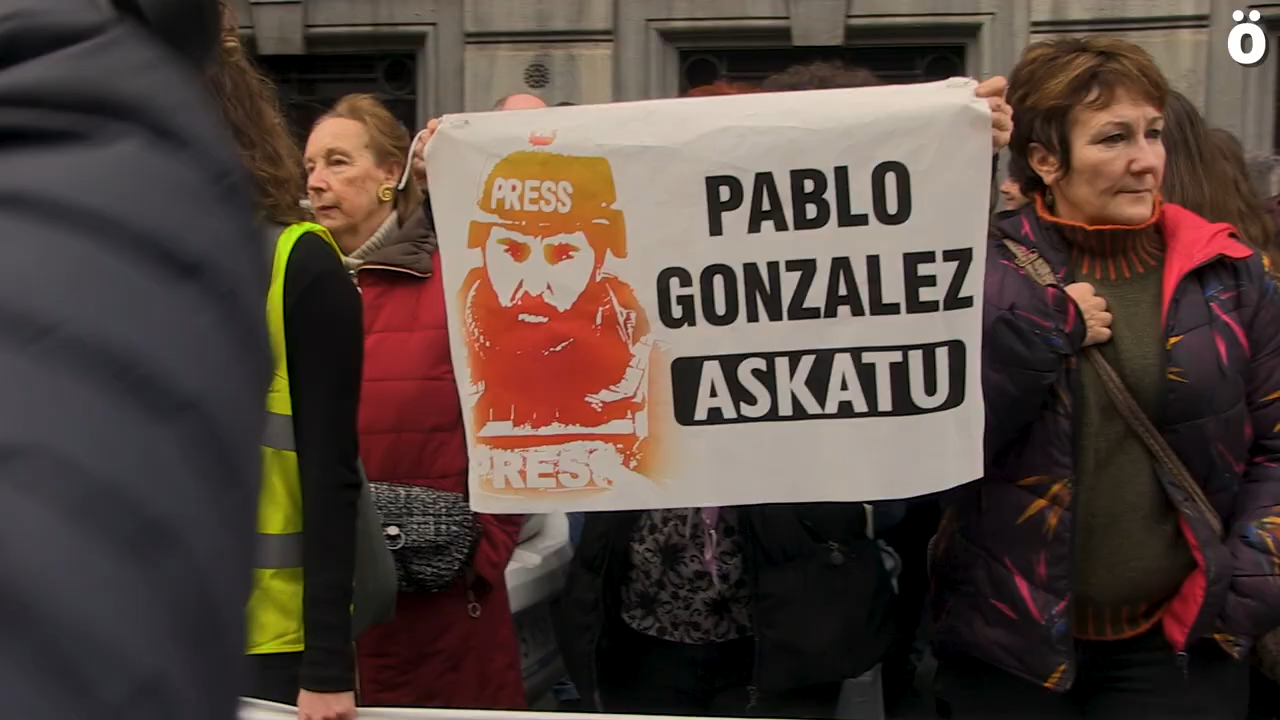 ö
PRESS
PABLO
GONZALEZ
ASKATU
PRESS